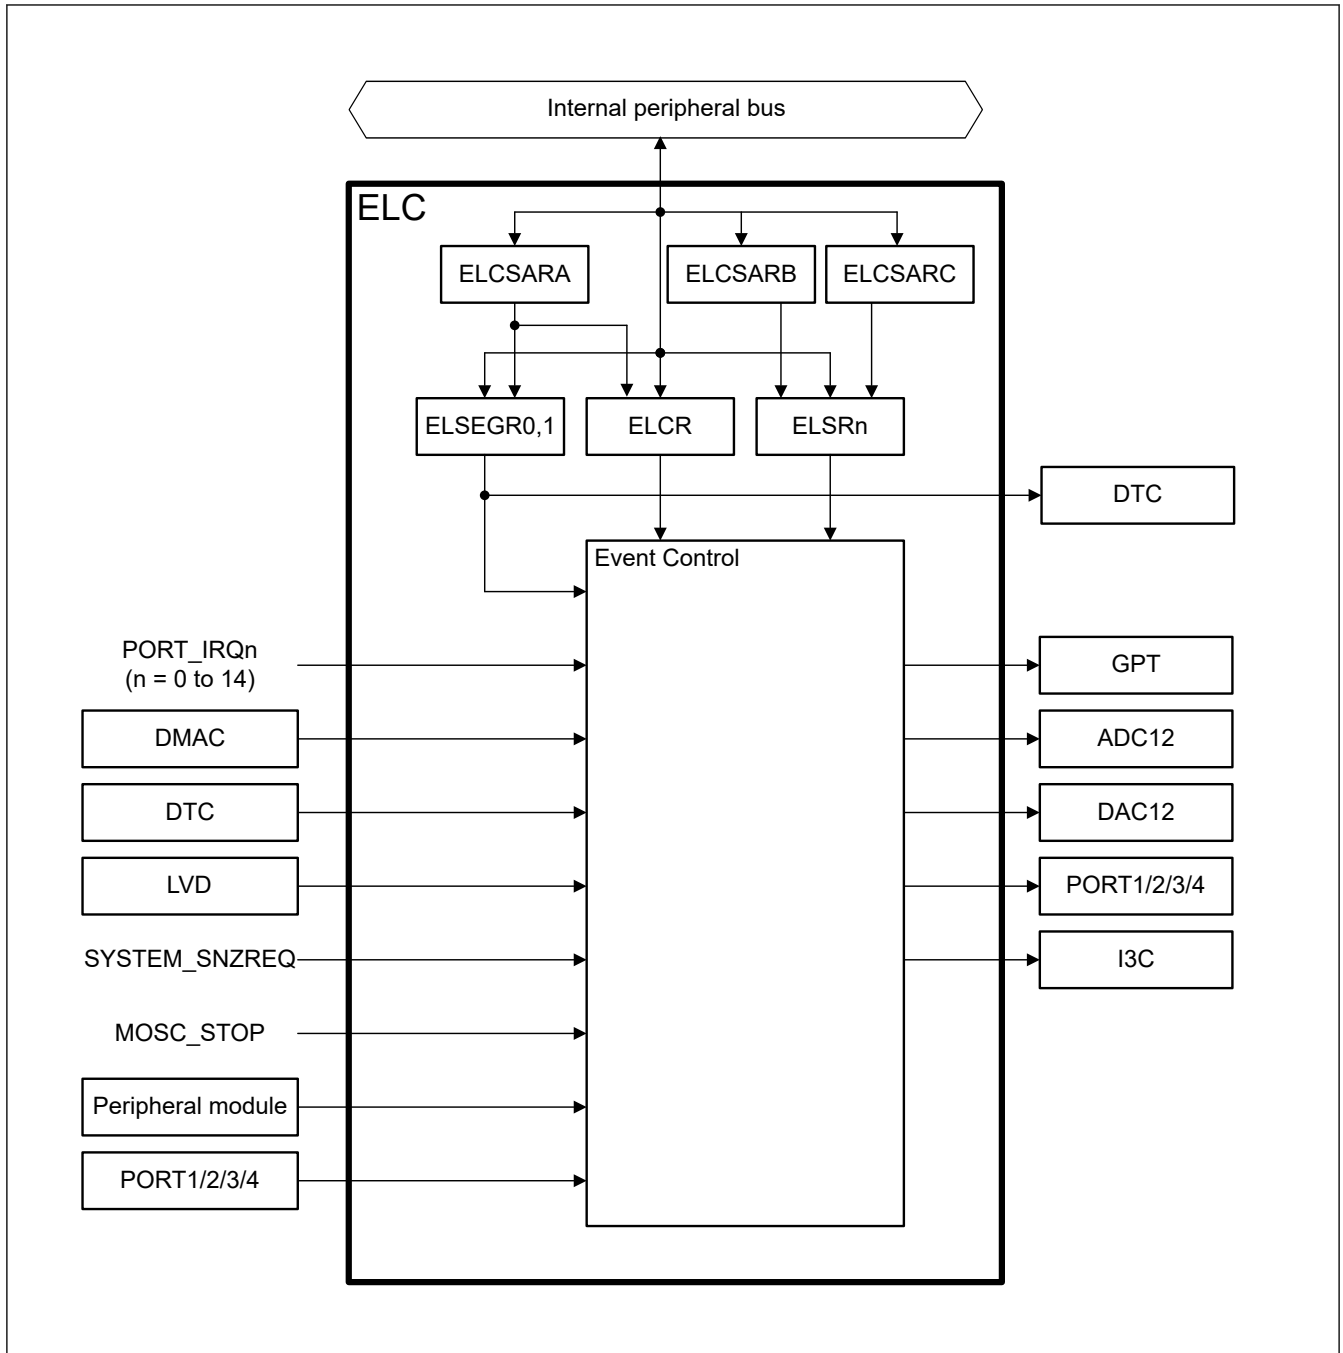 Internal peripheral bus
ELC
ELCSARA
ELCSARB
ELCSARC
ELSEGR0,1
ELCR
ELSRn
DTC
Event Control
PORT_IRQn
(n = 0 to 14)
GPT
DMAC
ADC12
DTC
DAC12
LVD
PORT1/2/3/4
SYSTEM_SNZREQ
I3C
MOSC_STOP
Peripheral module
PORT1/2/3/4